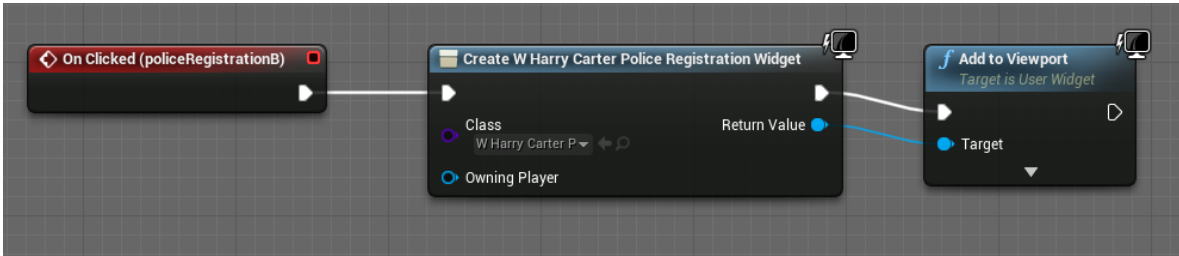 On Clicked (policeRegistrationB)
Create W Harry Carter Police Registration Widget
Class
W Harry Carter P
Return Value
Owning Player
f Add to Viewport
Target is User Widget
Target